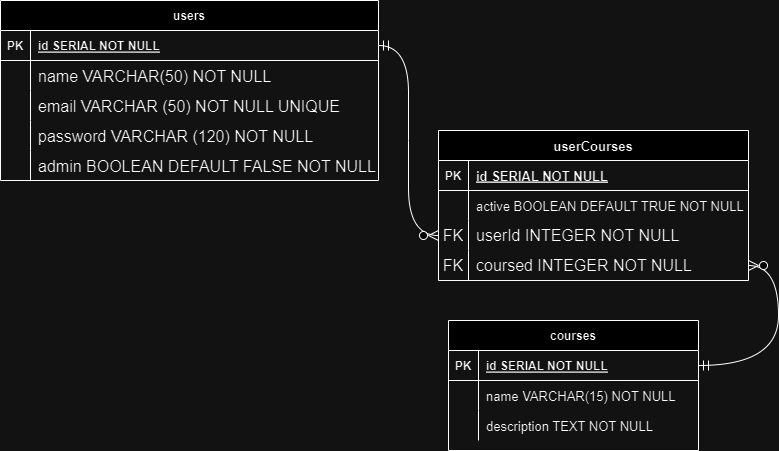 users
PK id SERIAL NOT NULL
name VARCHAR(50) NOT NULL
email VARCHAR (50) NOT NULL UNIQUE
password VARCHAR (120) NOT NULL
admin BOOLEAN DEFAULT FALSE NOT NULL
userCourses
PK id SERIAL NOT NULL
active BOOLEAN DEFAULT TRUE NOT NULL
FK userId INTEGER NOT NULL
FK coursed INTEGER NOT NULL
courses
PK id SERIAL NOT NULL
name VARCHAR(15) NOT NULL
description TEXT NOT NULL